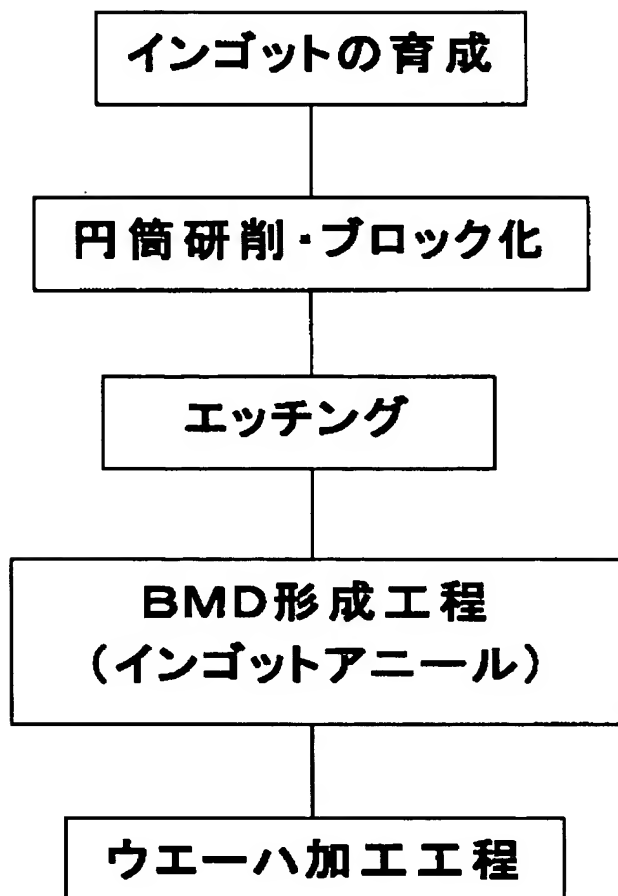 インゴットの育成
円筒研削・ブロック化
エッチング
BMD形成工程
(インゴットアニール)
ウエーハ加工工程